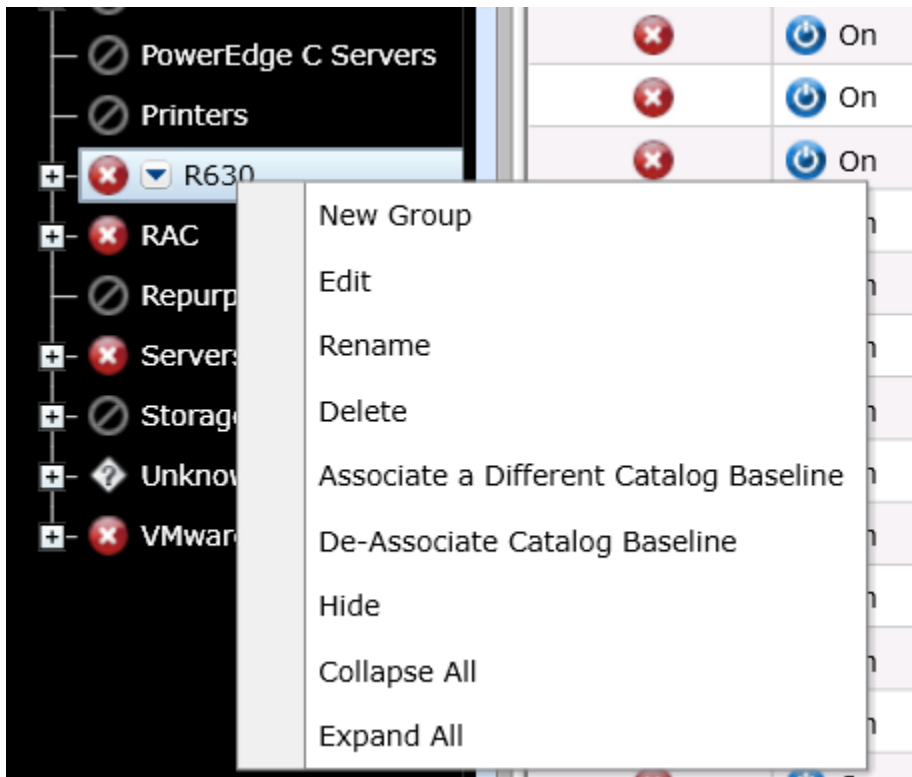 PowerEdge C Servers
Printers
R630
RAC
New Group
Edit
Rename
Delete
Associate a Different Catalog Baseline
De-Associate Catalog Baseline
Hide
Collapse All
Expand All
On
On
On